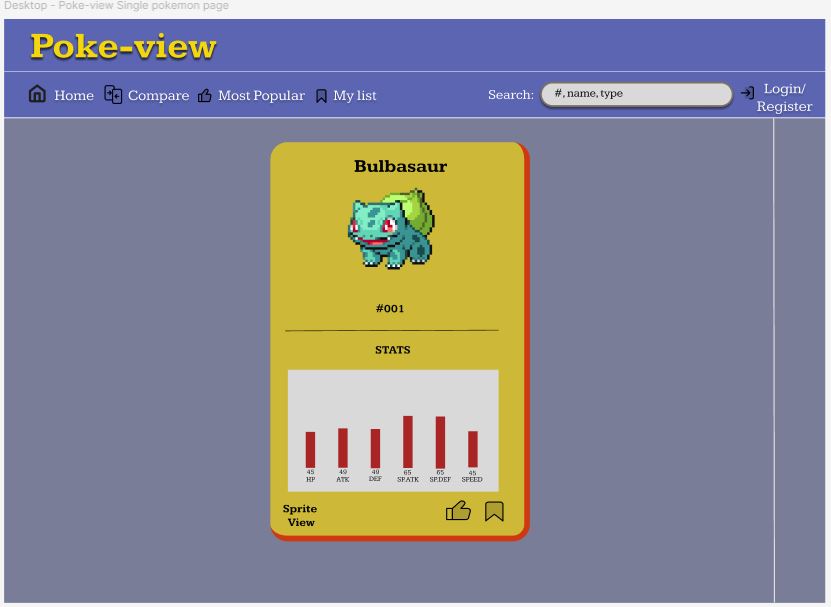 Desktop - Poke-view Single pokemon page
Poke-view
Home Compare Most Popular My list Search: #, name, type Login/
Register
Bulbasaur
#001
STATS
45 49 49 65 65 45
HP ATK DEF SP.ATK SP.DEF SPEED
Sprite
View